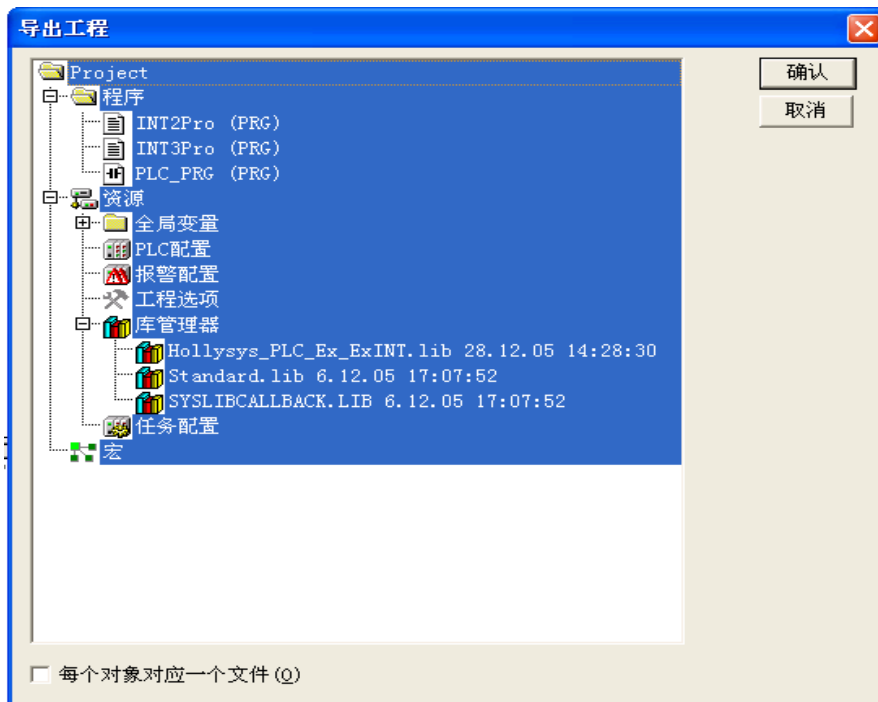 导出工程
Project
确认
程序
取消
INT2Pro (PRG)
INT3Pro (PRG)
PLC_PRG (PRG)
资源
全局变量
PLC配置
报警配置
工程选项
库管理器
Hollysys_PLC_Ex_ExINT.lib 28.12.05 14:28:30
Standard.lib 6.12.05 17:07:52
SYSLIBCALLBACK.LIB 6.12.05 17:07:52
任务配置
宏
每个对象对应一个文件(O)